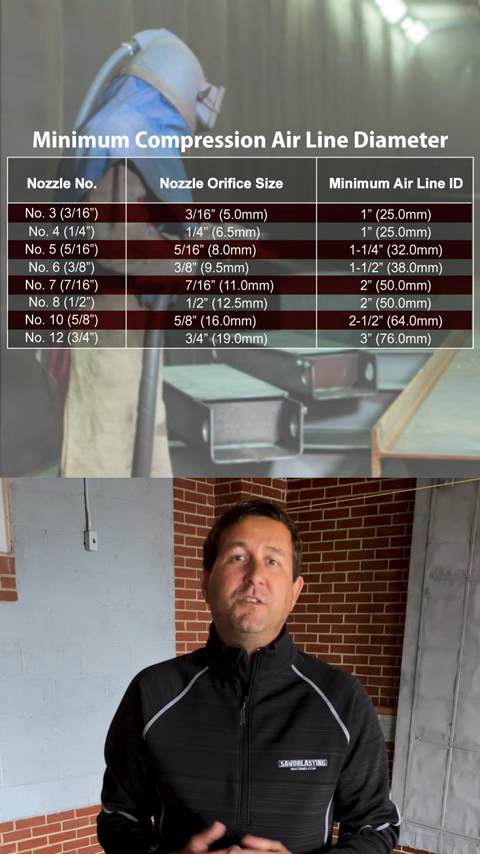 Minimum Compression Air Line Diameter
Nozzle No. Nozzle Orifice Size Minimum Air Line ID
No. 3 (3/16”) 3/16” (5.0mm) 1” (25.0mm)
No. 4 (1/4”) 1/4” (6.5mm) 1” (25.0mm)
No. 5 (5/16”) 5/16” (8.0mm) 1-1/4” (32.0mm)
No. 6 (3/8”) 3/8” (9.5mm) 1-1/2” (38.0mm)
No. 7 (7/16”) 7/16” (11.0mm) 2” (50.0mm)
No. 8 (1/2”) 1/2” (12.5mm) 2” (50.0mm)
No. 10 (5/8”) 5/8” (16.0mm) 2-1/2” (64.0mm)
No. 12 (3/4”) 3/4” (19.0mm) 3” (76.0mm)
SANDBLASTING
MACHINES.COM